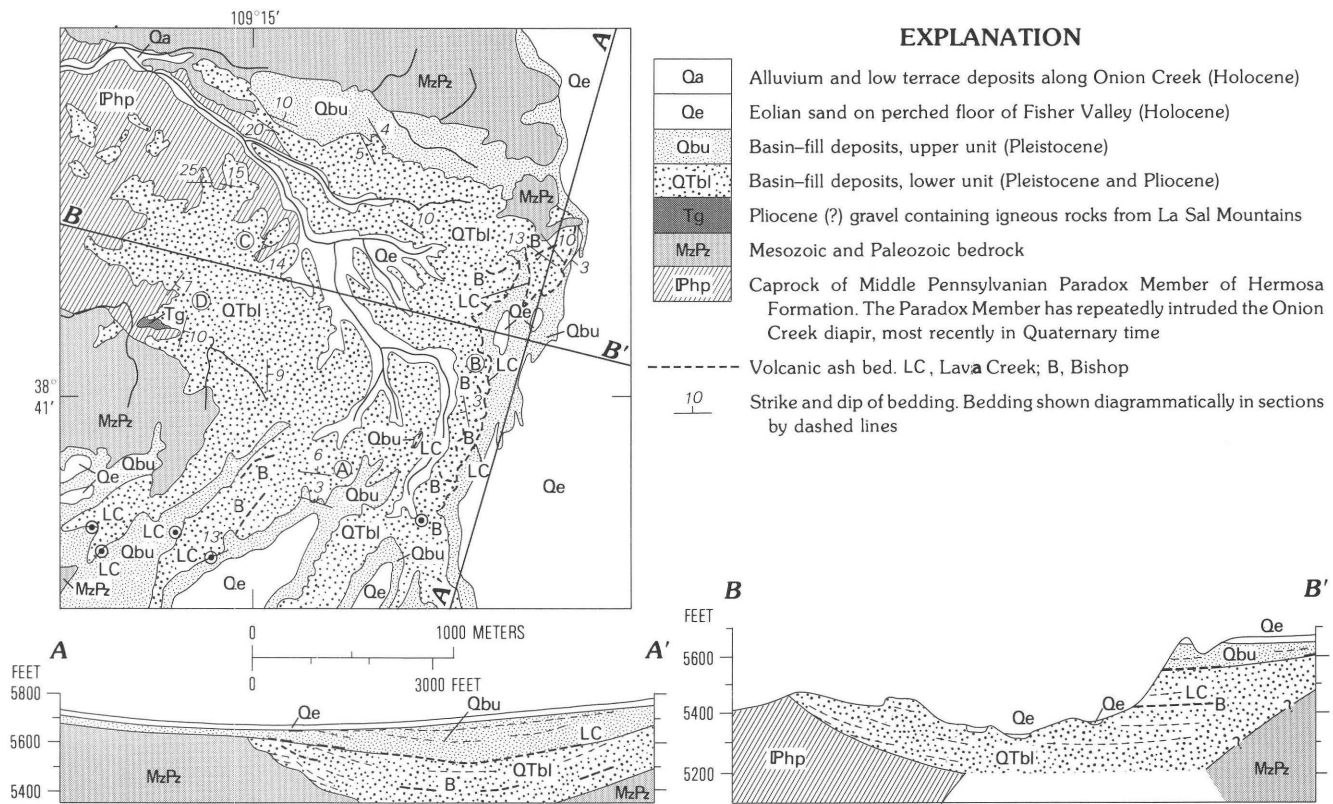 109°15′
Qa
A
MzPz
Qe
ⅠPhp
10
Qbu
4
20
5
25
15
MzPz
B
10
QTbl
13
B
10
C
Qe
14
B
3
7
LC
D
Tg
QTbl
Qe
Qbu
10
B′
B
LC
9
B
38°
41′
3
MzPz
Qbu
B
LC
6
A
LC
Qbu
B
Qe
3
Qbu
Qe
B
B
LC
LC
QTbl
B
13
Qbu
LC
Qbu
LC
Qe
Qe
MzPz
A
EXPLANATION
Qa Alluvium and low terrace deposits along Onion Creek (Holocene)
Qe Eolian sand on perched floor of Fisher Valley (Holocene)
Qbu Basin–fill deposits, upper unit (Pleistocene)
QTbl Basin–fill deposits, lower unit (Pleistocene and Pliocene)
Tg Pliocene (?) gravel containing igneous rocks from La Sal Mountains
MzPz Mesozoic and Paleozoic bedrock
ⅠPhp Caprock of Middle Pennsylvanian Paradox Member of Hermosa
Formation. The Paradox Member has repeatedly intruded the Onion
Creek diapir, most recently in Quaternary time
Volcanic ash bed. LC, Lava Creek; B, Bishop
10 Strike and dip of bedding. Bedding shown diagrammatically in sections
by dashed lines
0 1000 METERS
0 3000 FEET
A A′
FEET
5800
5600
5400
Qe
Qbu
LC
QTbl
MzPz
B
MzPz
B B′
FEET
5600
5400
5200
Qe
Qbu
LC
B
Qe
Qe
ⅠPhp
QTbl
MzPz